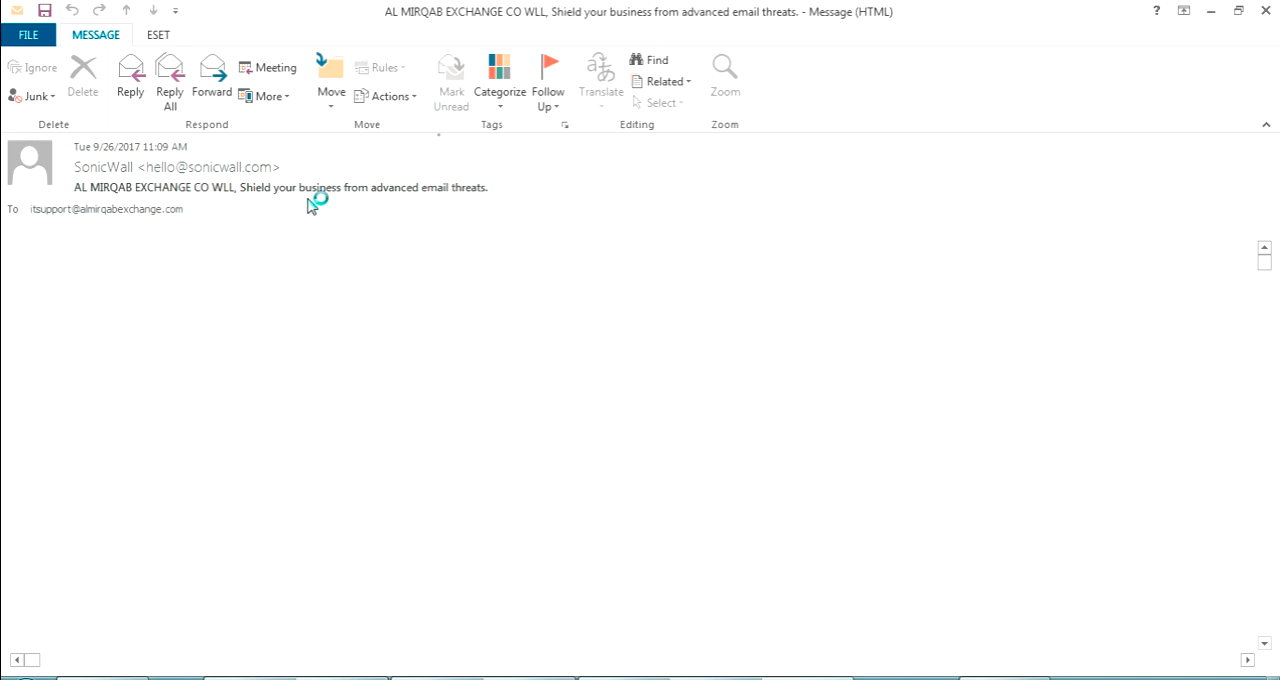 AL MIRQAB EXCHANGE CO WLL, Shield your business from advanced email threats. - Message (HTML)
?
FILE MESSAGE ESET
Ignore
Junk
Delete
Reply
Reply All
Forward
Meeting
More
Move
Rules
Actions
Mark Unread
Categorize
Follow Up
Translate
Find
Related
Select
Zoom
Delete Respond Move Tags Editing Zoom
Tue 9/26/2017 11:09 AM
SonicWall <hello@sonicwall.com>
AL MIRQAB EXCHANGE CO WLL, Shield your business from advanced email threats.
To itsupport@almirqabexchange.com